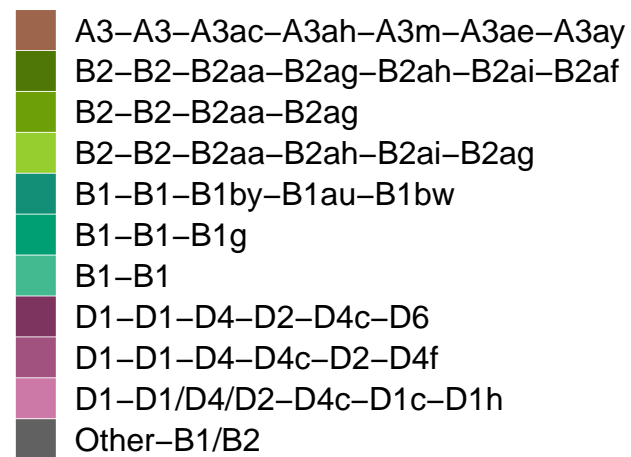 A3−A3−A3ac−A3ah−A3m−A3ae−A3ay
B2−B2−B2aa−B2ag−B2ah−B2ai−B2af
B2−B2−B2aa−B2ag
B2−B2−B2aa−B2ah−B2ai−B2ag
B1−B1−B1by−B1au−B1bw
B1−B1−B1g
B1−B1
D1−D1−D4−D2−D4c−D6
D1−D1−D4−D4c−D2−D4f
D1−D1/D4/D2−D4c−D1c−D1h
Other−B1/B2